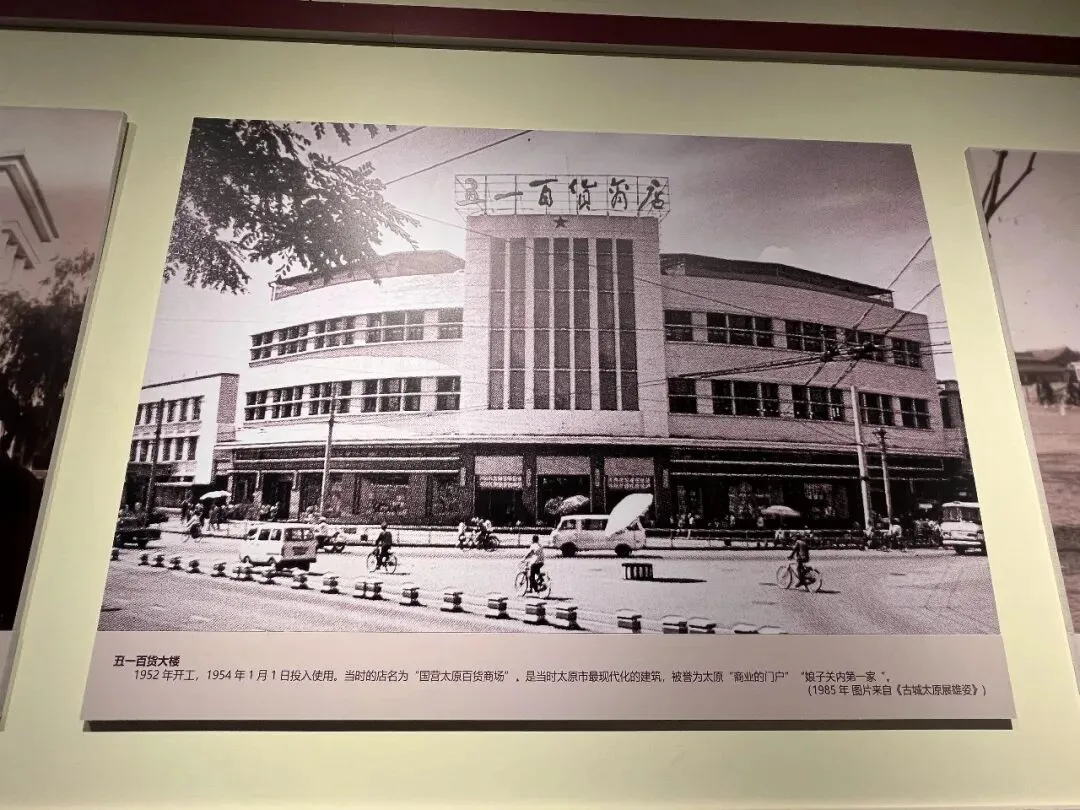 五一百货商店
丑一百货大楼
1952 年开工，1954 年 1 月 1 日投入使用。当时的店名为“国营太原百货商场”，是当时太原市最现代化的建筑，被誉为太原“商业的门户” “娘子关内第一家 ”。
（1985 年 图片来自《古城太原展雄姿》）